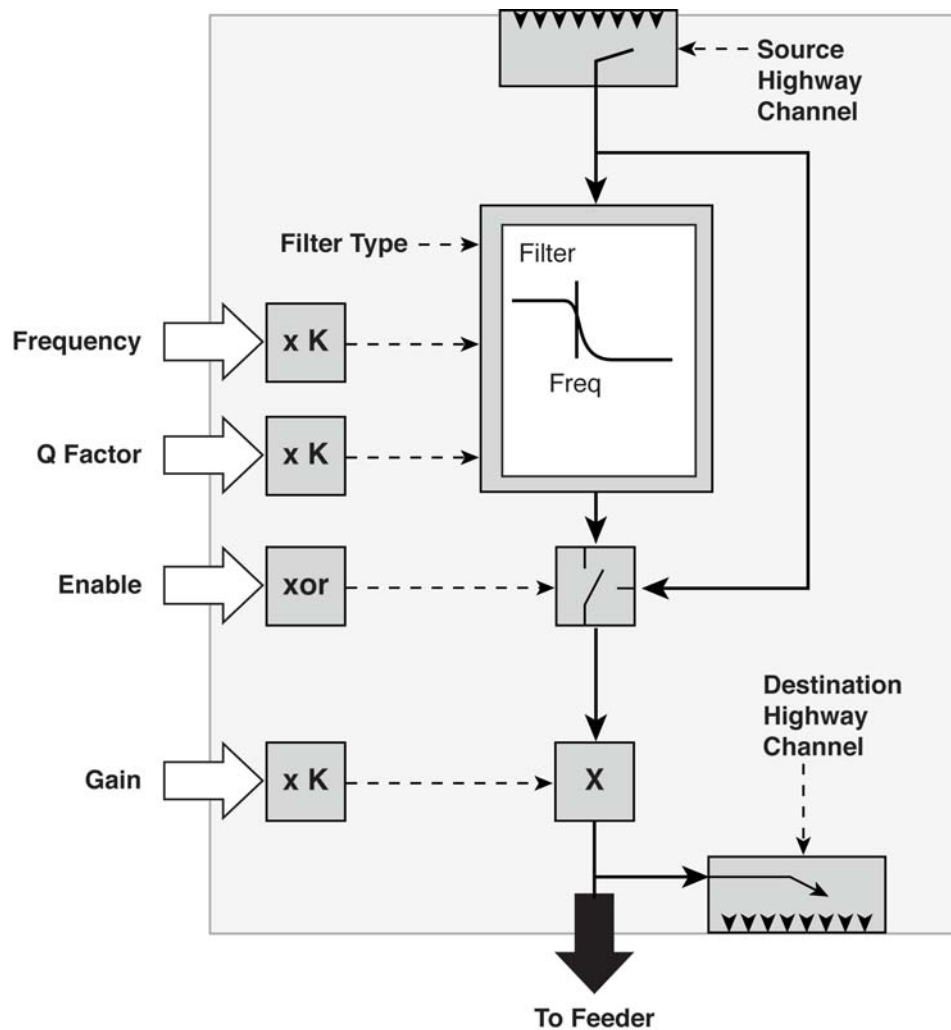 Source
Highway
Channel
Filter Type
Filter
Frequency
x K
Freq
Q Factor
x K
Enable
xor
Destination
Highway
Channel
Gain
x K
X
To Feeder